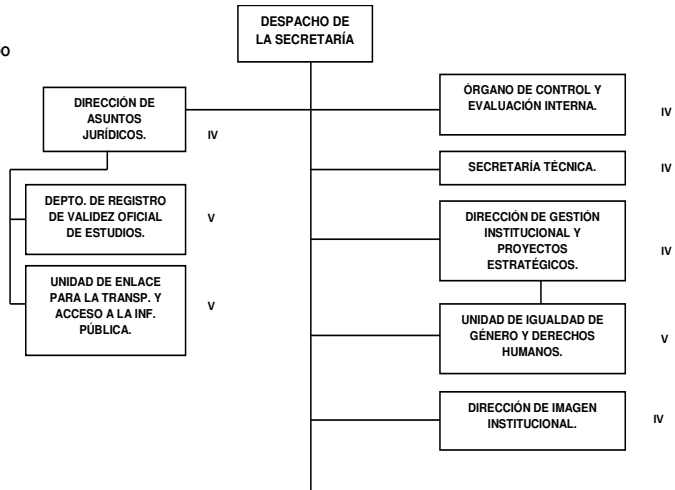 DESPACHO DE
LA SECRETARÍA
DO
DIRECCIÓN DE
ASUNTOS
JURÍDICOS.
IV
DEPTO. DE REGISTRO
DE VALIDEZ OFICIAL
DE ESTUDIOS.
V
UNIDAD DE ENLACE
PARA LA TRANSP. Y
ACCESO A LA INF.
PÚBLICA.
V
ÓRGANO DE CONTROL Y
EVALUACIÓN INTERNA.
IV
SECRETARÍA TÉCNICA.
IV
DIRECCIÓN DE GESTIÓN
INSTITUCIONAL Y
PROYECTOS
ESTRATÉGICOS.
IV
UNIDAD DE IGUALDAD DE
GÉNERO Y DERECHOS
HUMANOS.
V
DIRECCIÓN DE IMAGEN
INSTITUCIONAL.
IV